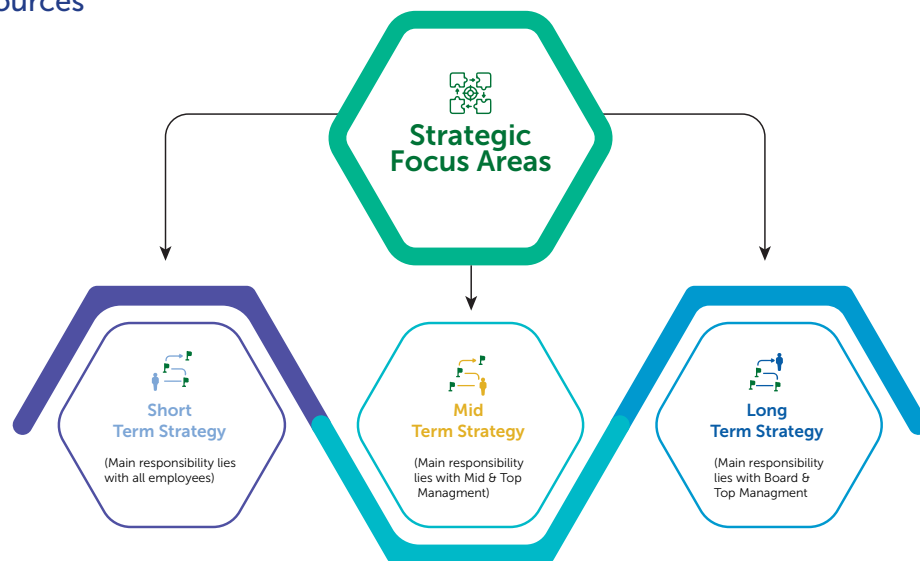 Strategic
Focus Areas
Short
Term Strategy
(Main responsibility lies
with all employees)
Mid
Term Strategy
(Main responsibility
lies with Mid & Top
Managment)
Long
Term Strategy
(Main responsibility
lies with Board &
Top Managment